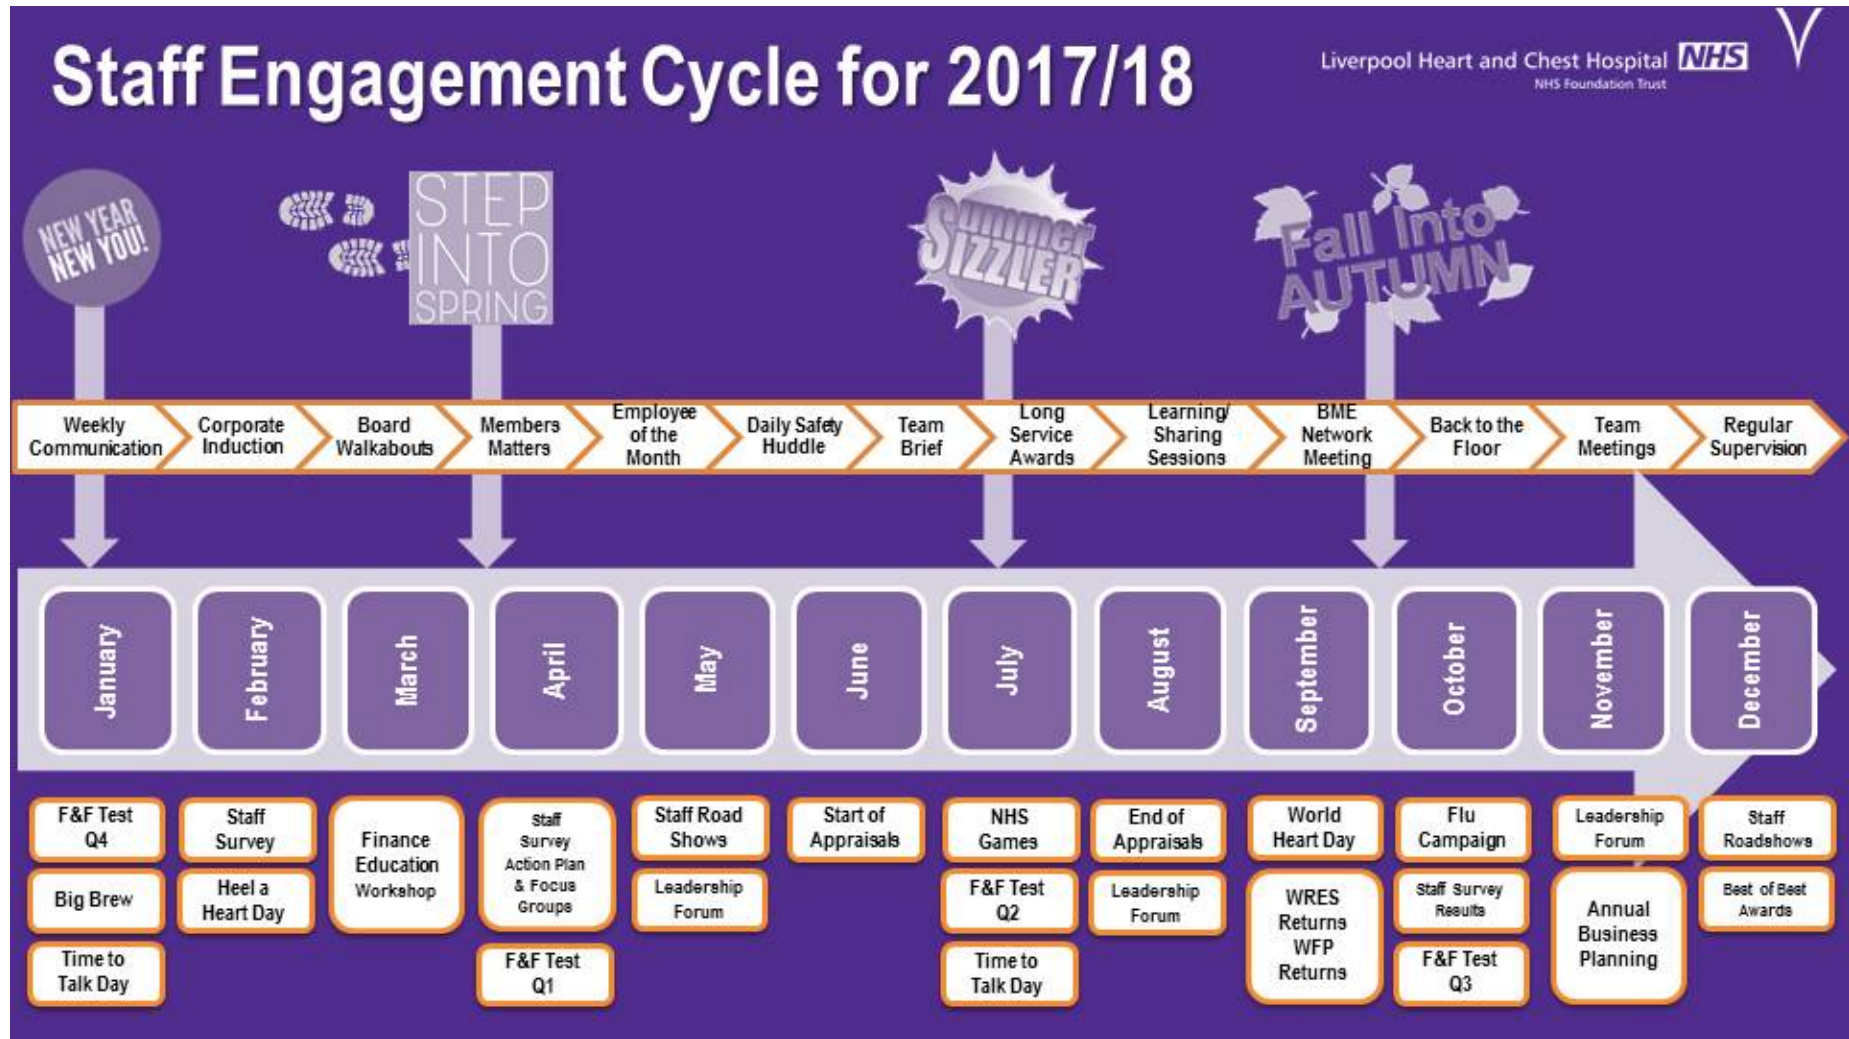 Staff Engagement Cycle for 2017/18
Liverpool Heart and Chest Hospital NHS
NHS Foundation Trust
NEW YEAR
NEW YOU!
STEP
INTO
SPRING
Summer
SIZZLER
Fall Into
AUTUMN
Weekly
Communication
Corporate
Induction
Board
Walkabouts
Members
Matters
Employee
of the
Month
Daily Safety
Huddle
Team
Brief
Long
Service
Awards
Learning/
Sharing
Sessions
BME
Network
Meeting
Back to the
Floor
Team
Meetings
Regular
Supervision
January
February
March
April
May
June
July
August
September
October
November
December
F&F Test
Q4
Big Brew
Time to
Talk Day
Staff
Survey
Heel a
Heart Day
Finance
Education
Workshop
Staff
Survey
Action Plan
& Focus
Groups
F&F Test
Q1
Staff Road
Shows
Leadership
Forum
Start of
Appraisals
NHS
Games
F&F Test
Q2
Time to
Talk Day
End of
Appraisals
Leadership
Forum
World
Heart Day
WRES
Returns
WFP
Returns
Flu
Campaign
Staff Survey
Results
F&F Test
Q3
Leadership
Forum
Annual
Business
Planning
Staff
Roadshows
Best of Best
Awards